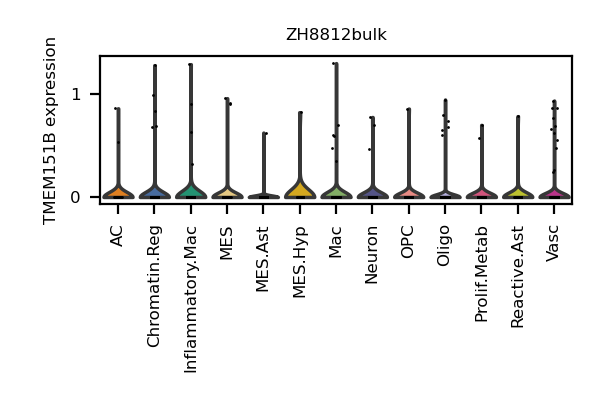 ZH8812bulk
TMEM151B expression
1
0
AC
Chromatin.Reg
Inflammatory.Mac
MES
MES.Ast
MES.Hyp
Mac
Neuron
OPC
Oligo
Prolif.Metab
Reactive.Ast
Vasc